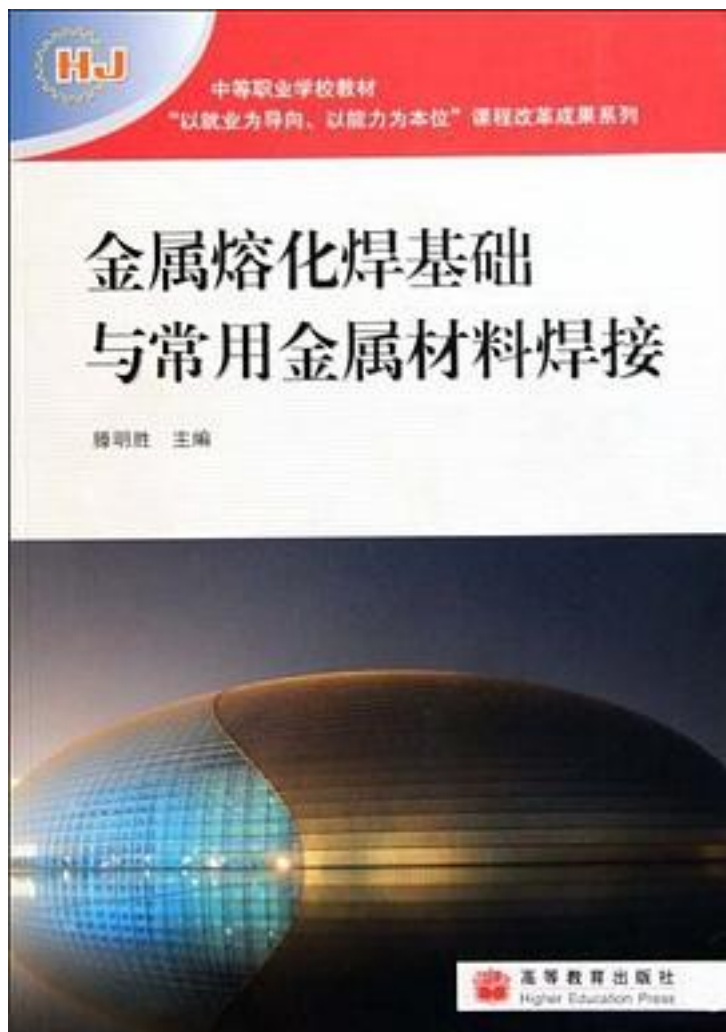 HJ
中等职业学校教材
“以就业为导向、以能力为本位”课程改革成果系列
金属熔化焊基础
与常用金属材料焊接
滕明胜 主编
高等教育出版社
Higher Education Press